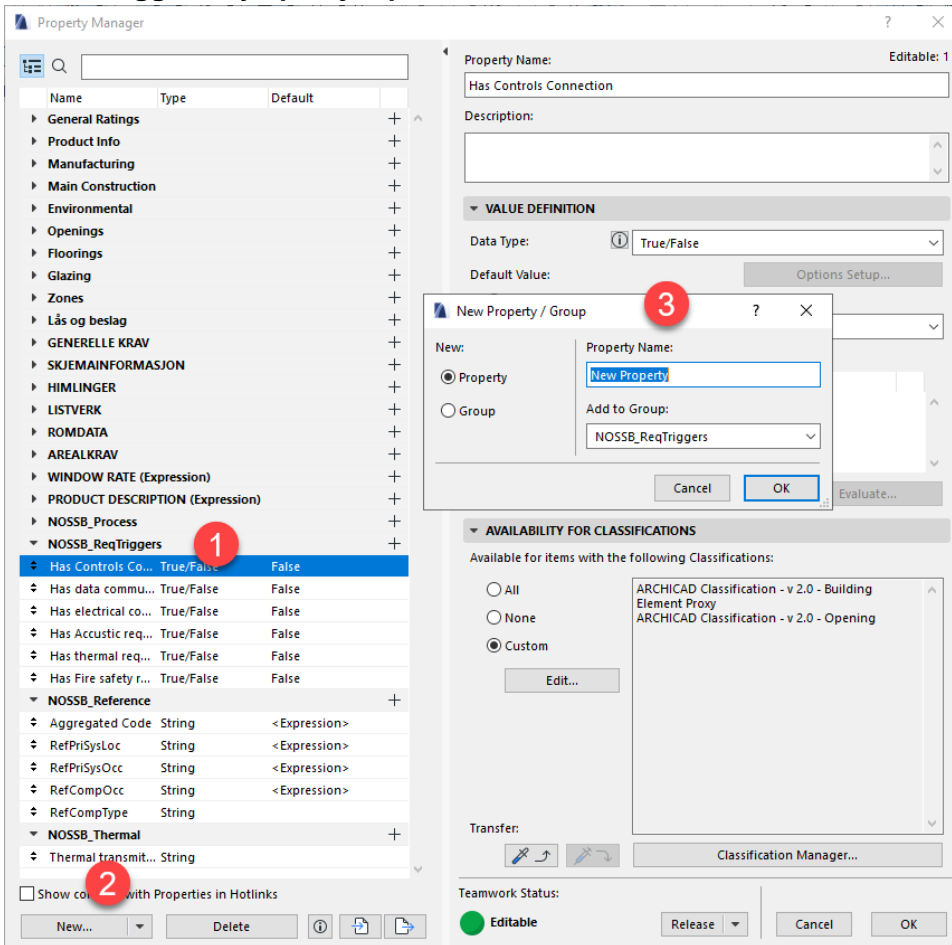 Property Manager
?
Name Type Default
General Ratings
Product Info
Manufacturing
Main Construction
Environmental
Openings
Floorings
Glazing
Zones
Lås og beslag
GENERELLE KRAV
SKJEMAINFORMASJON
HIMLINGER
LISTVERK
ROMDATA
AREALKRAV
WINDOW RATE (Expression)
PRODUCT DESCRIPTION (Expression)
NOSSB_Process
NOSSB_ReqTriggers
1
Has Controls Co... True/False False
Has data commu... True/False False
Has electrical co... True/False False
Has Accustic req... True/False False
Has thermal req... True/False False
Has Fire safety r... True/False False
NOSSB_Reference
Aggregated Code String <Expression>
RefPriSysLoc String <Expression>
RefPriSysOcc String <Expression>
RefCompOcc String <Expression>
RefCompType String
NOSSB_Thermal
Thermal transmit... String
2
Show with Properties in Hotlinks
New... Delete
Property Name: Editable: 1
Has Controls Connection
Description:
VALUE DEFINITION
Data Type: True/False
Default Value: Options Setup...
New Property / Group 3 ?
New:
Property
Group
Property Name:
New Property
Add to Group:
NOSSB_ReqTriggers
Cancel OK
Evaluate...
AVAILABILITY FOR CLASSIFICATIONS
Available for items with the following Classifications:
All
None
Custom
Edit...
ARCHICAD Classification - v 2.0 - Building
Element Proxy
ARCHICAD Classification - v 2.0 - Opening
Transfer:
Classification Manager...
Teamwork Status:
Editable Release Cancel OK